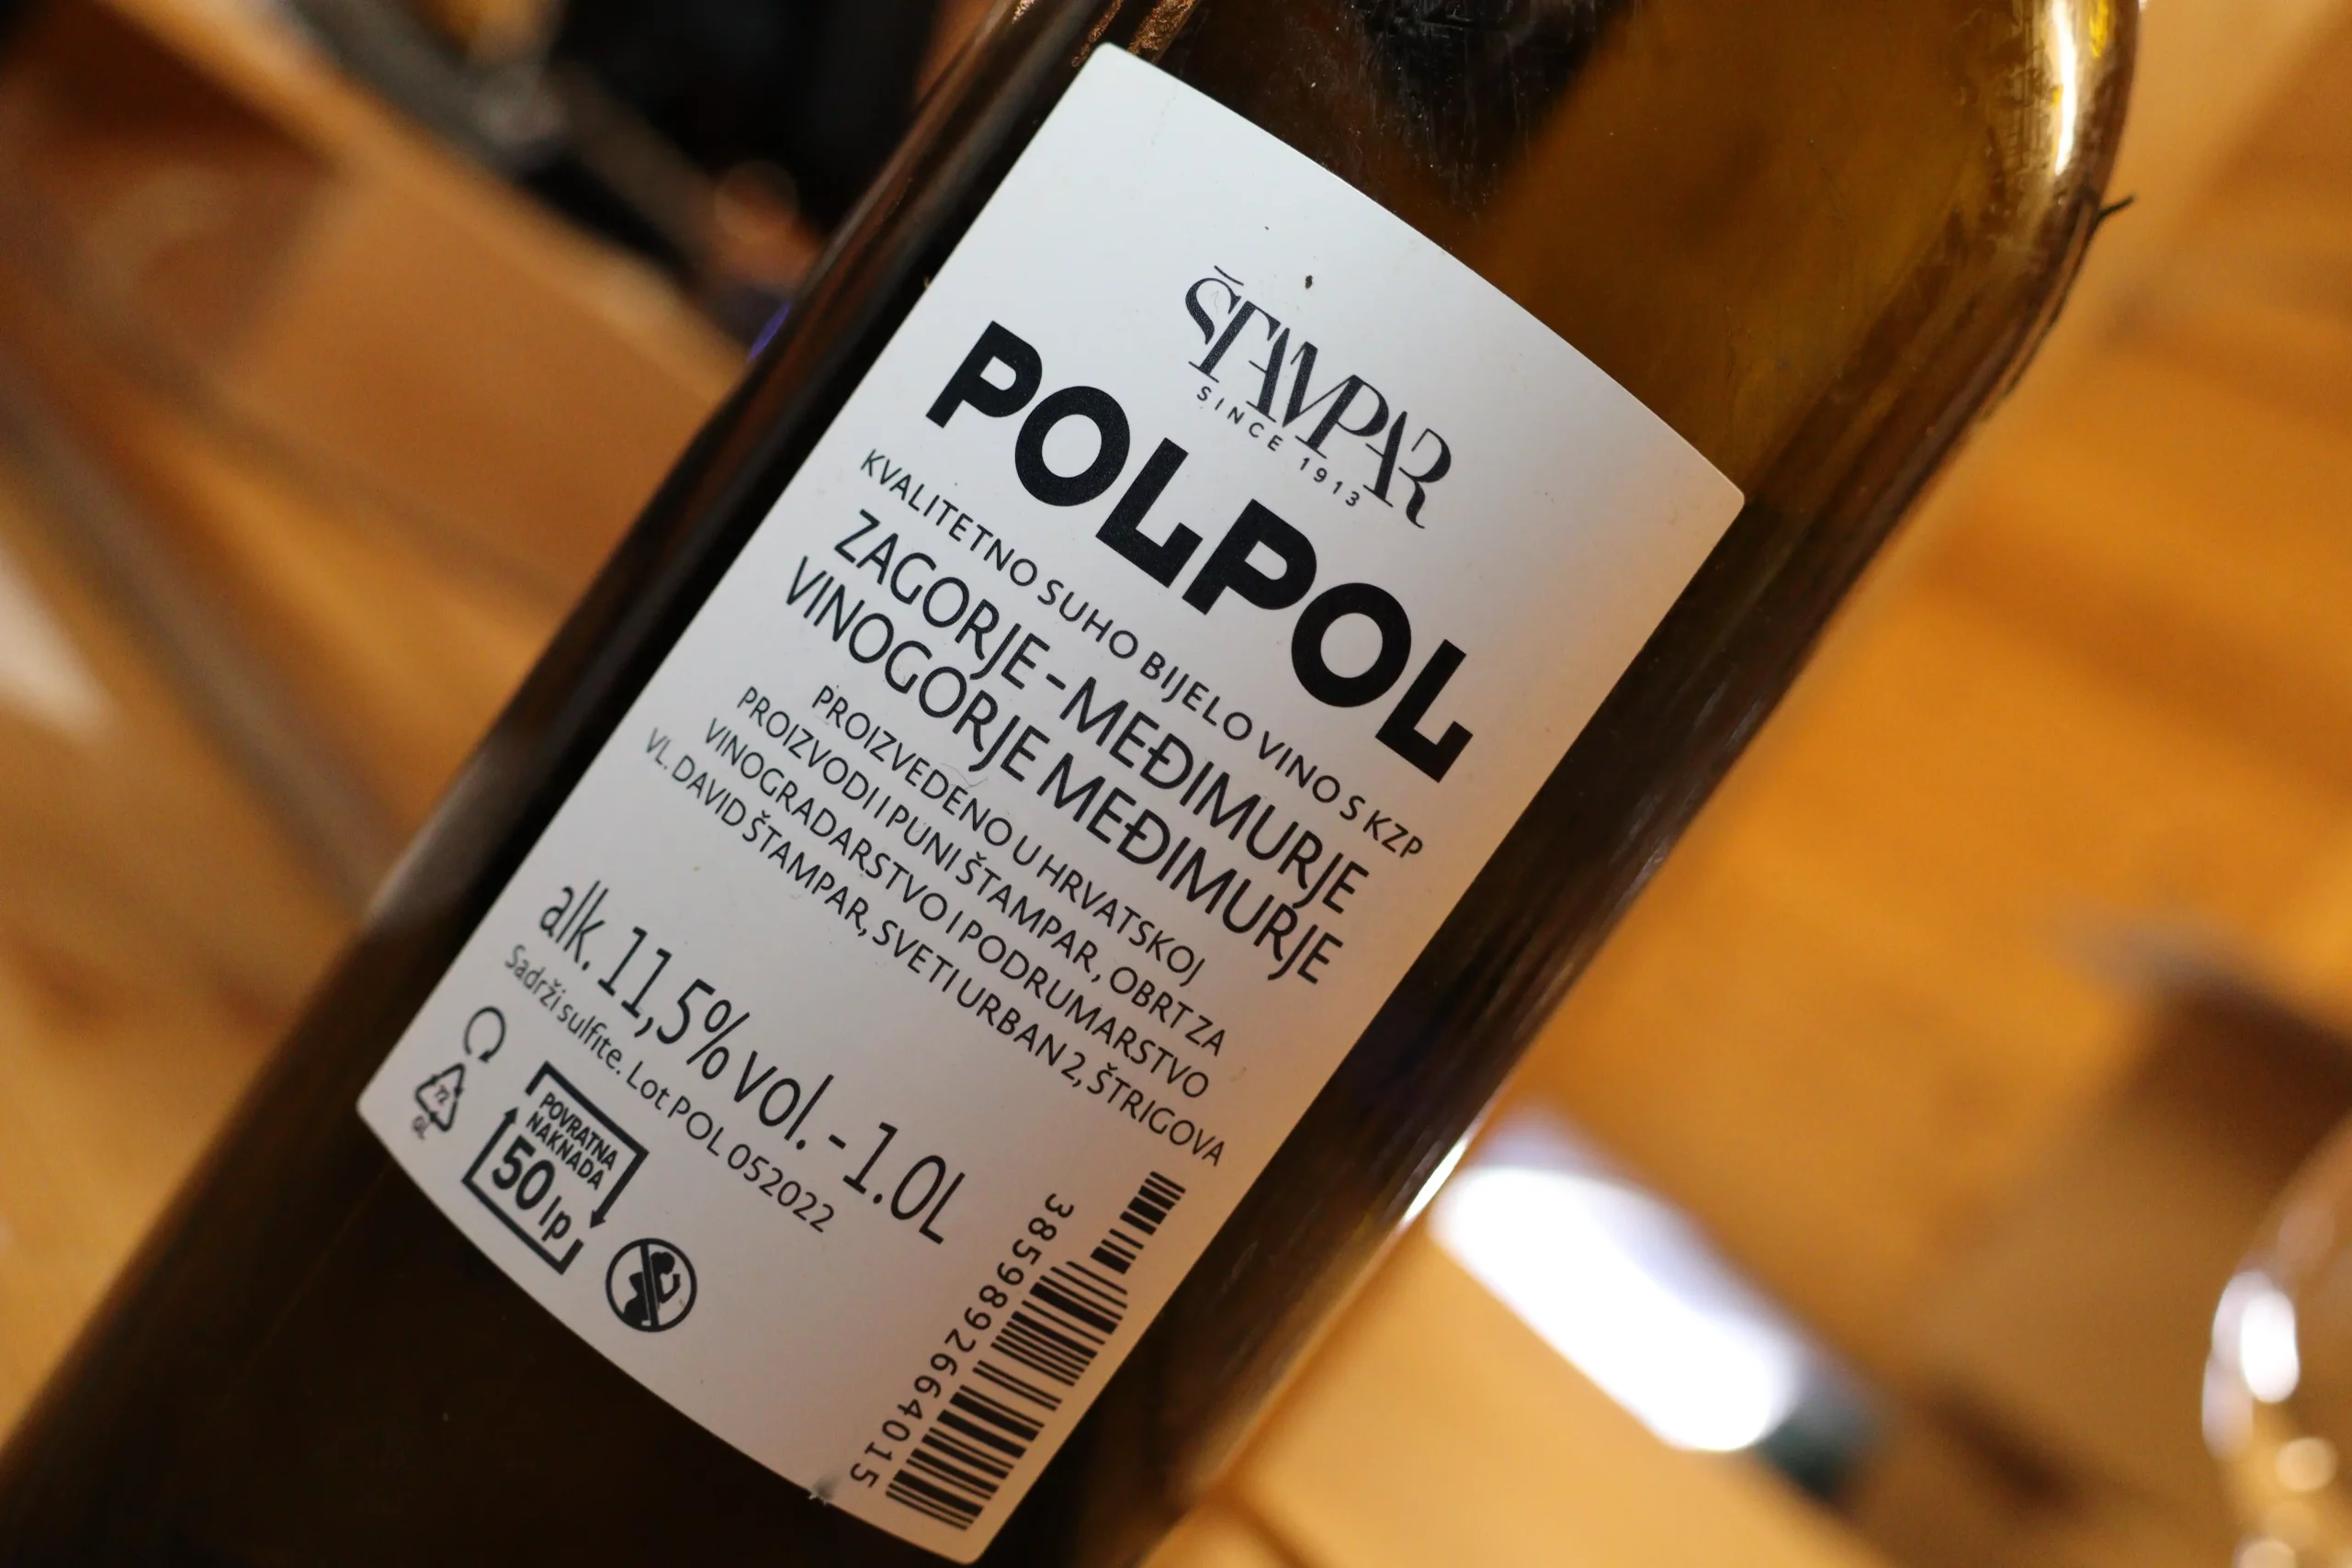 ŠTAMPAR
SINCE 1913
POLPOL
KVALITETNO SUHO BIJELO VINO S KZP
ZAGORJE - MEĐIMURJE
VINOGORJE MEĐIMURJE
PROIZVEDENO U HRVATSKOJ
PROIZVODI I PUNI ŠTAMPAR, OBRT ZA
VINOGRADARSTVO I PODRUMARSTVO
VL. DAVID ŠTAMPAR, SVETI URBAN 2, ŠTRIGOVA
alk. 11,5% vol. - 1.0L
Sadrži sulfite. Lot POL 052022
72
GL
POVRATNA
NAKNADA
50 lp
3859892664015